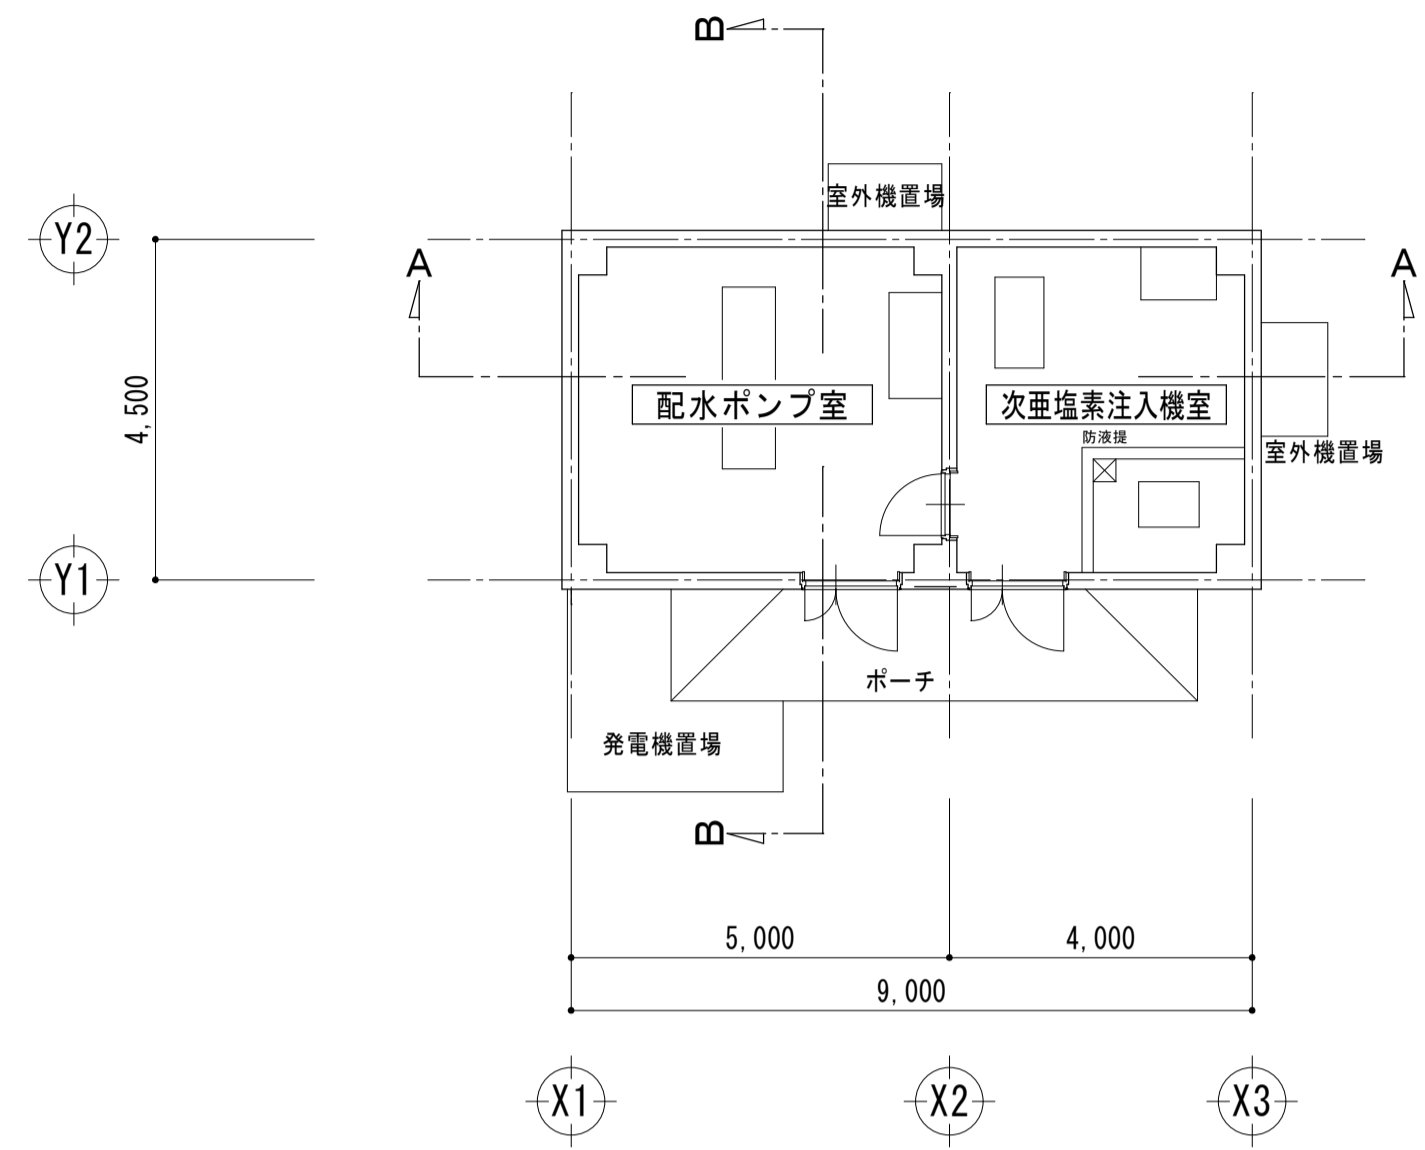 B
室外機置場
Y2
A
A
4,500
配水ポンプ室
次亜塩素注入機室
防液提
室外機置場
Y1
ポーチ
発電機置場
B
5,000
4,000
9,000
X1
X2
X3